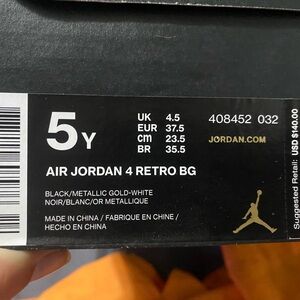 5Y
UK 4.5
EUR 37.5
cm 23.5
BR 35.5
408452 032
JORDAN.COM
AIR JORDAN 4 RETRO BG
BLACK/METALLIC GOLD-WHITE
NOIR/BLANC/OR METALLIQUE
MADE IN CHINA / FABRIQUE EN CHINE /
HECHO EN CHINA
Suggested Retail: USD $140.00